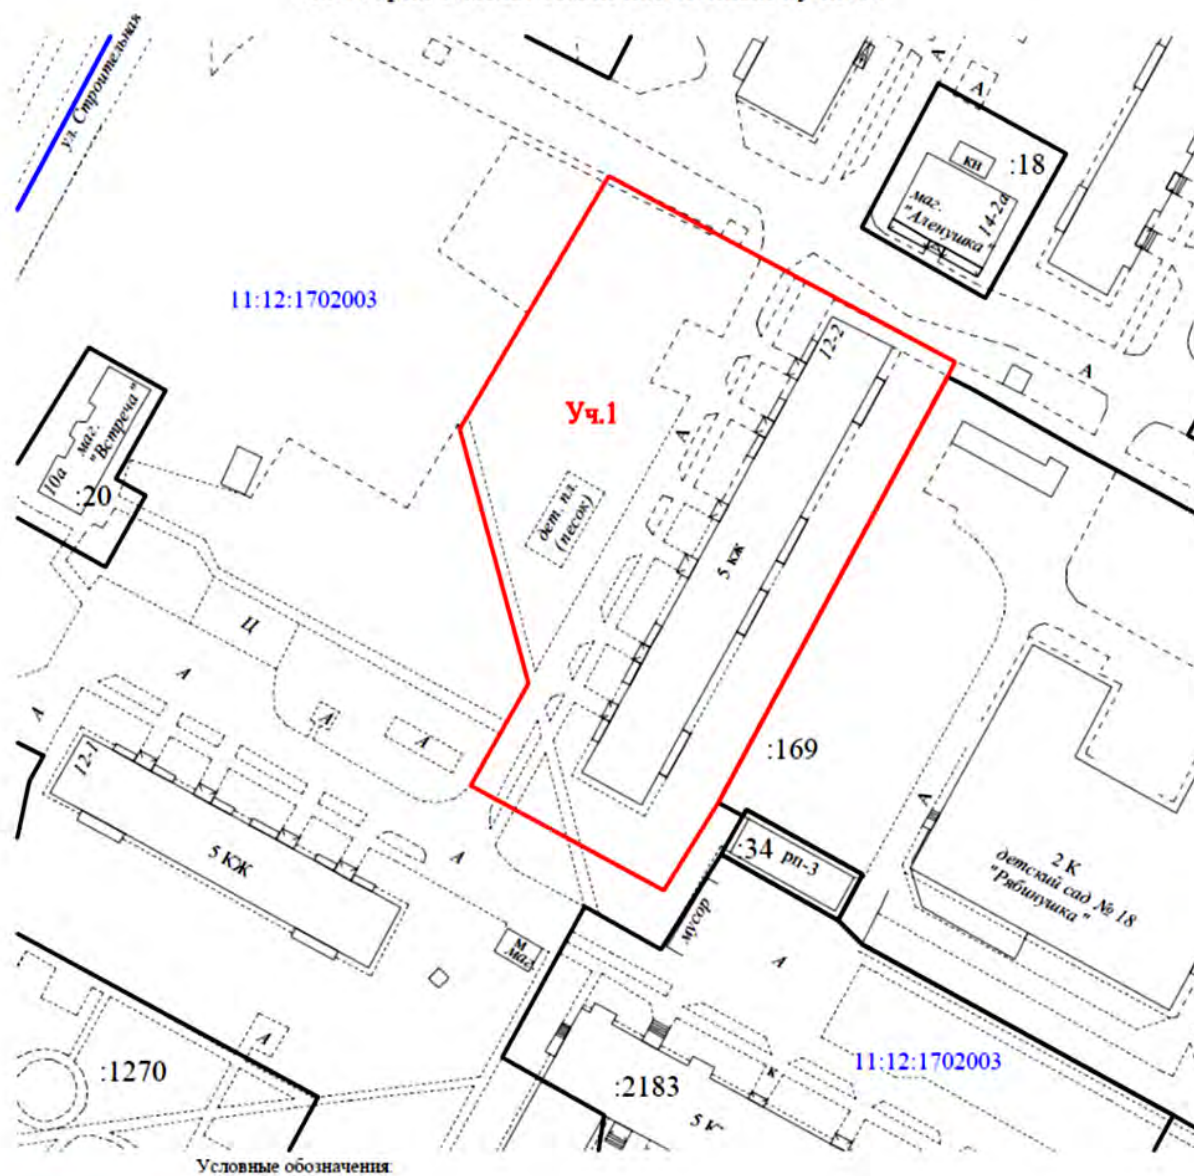 ул. Строительная
А
А
кн
:18
маг.
"Аленушка"
14-2а
11:12:1702003
12-2
А
маг.
"Встреча"
10а
:20
Уч.1
А
дет. пл.
(песок)
5 кж
Ц
А
А
А
А
:169
12-1
5 КЖ
А
А
:34 рп-3
2 К
детский сад № 18
"Рябинушка"
мусор
м
маг.
А
А
:1270
11:12:1702003
:2183
к
5 К
Условные обозначения: